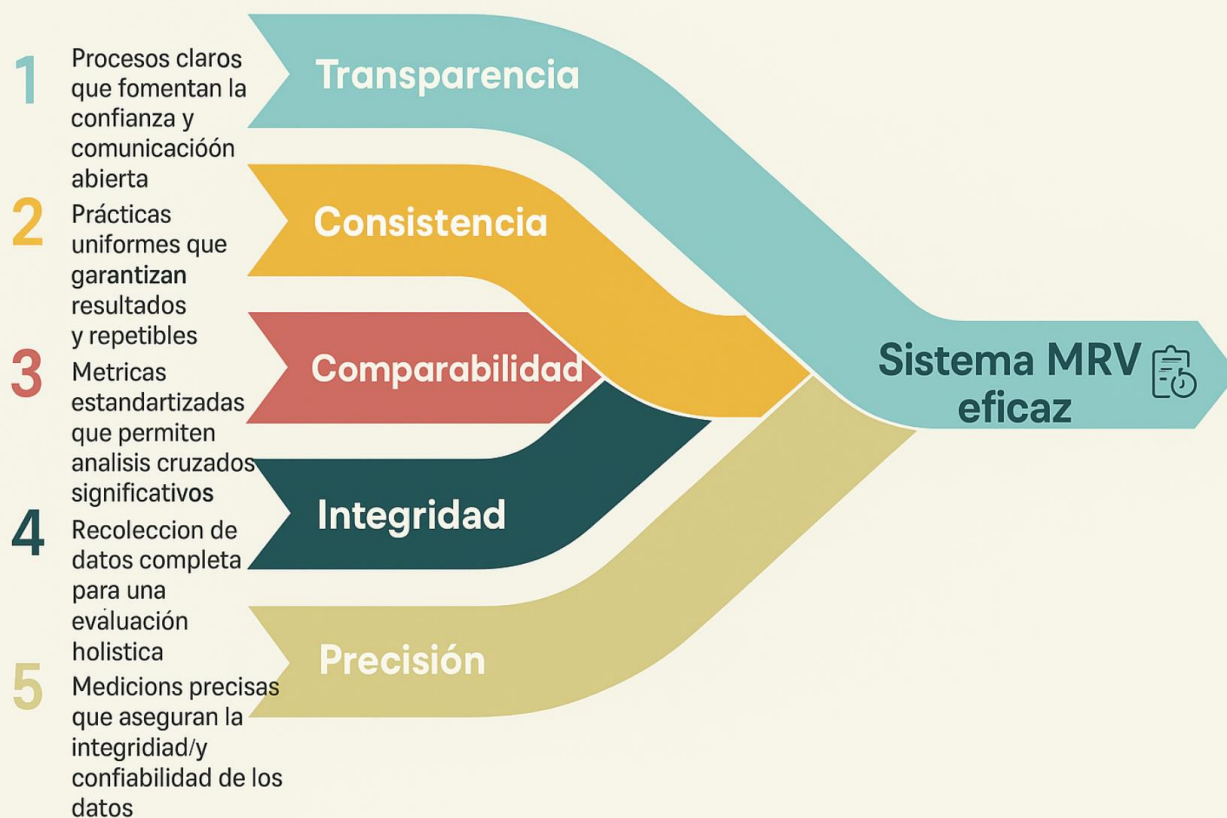 1
Procesos claros
que fomentan la
confianza y
comunicacióón
abierta
Transparencia
2
Prácticas
uniformes que
garantizan
resultados
y repetibles
Consistencia
3
Metricas
estandartizadas
que permiten
analisis cruzados
significativos
Comparabilidad
4
Recoleccion de
datos completa
para una
evaluación
holistica
Integridad
5
Medicions precisas
que aseguran la
integridiad/y
confiabilidad de los
datos
Precisión
Sistema MRV
eficaz